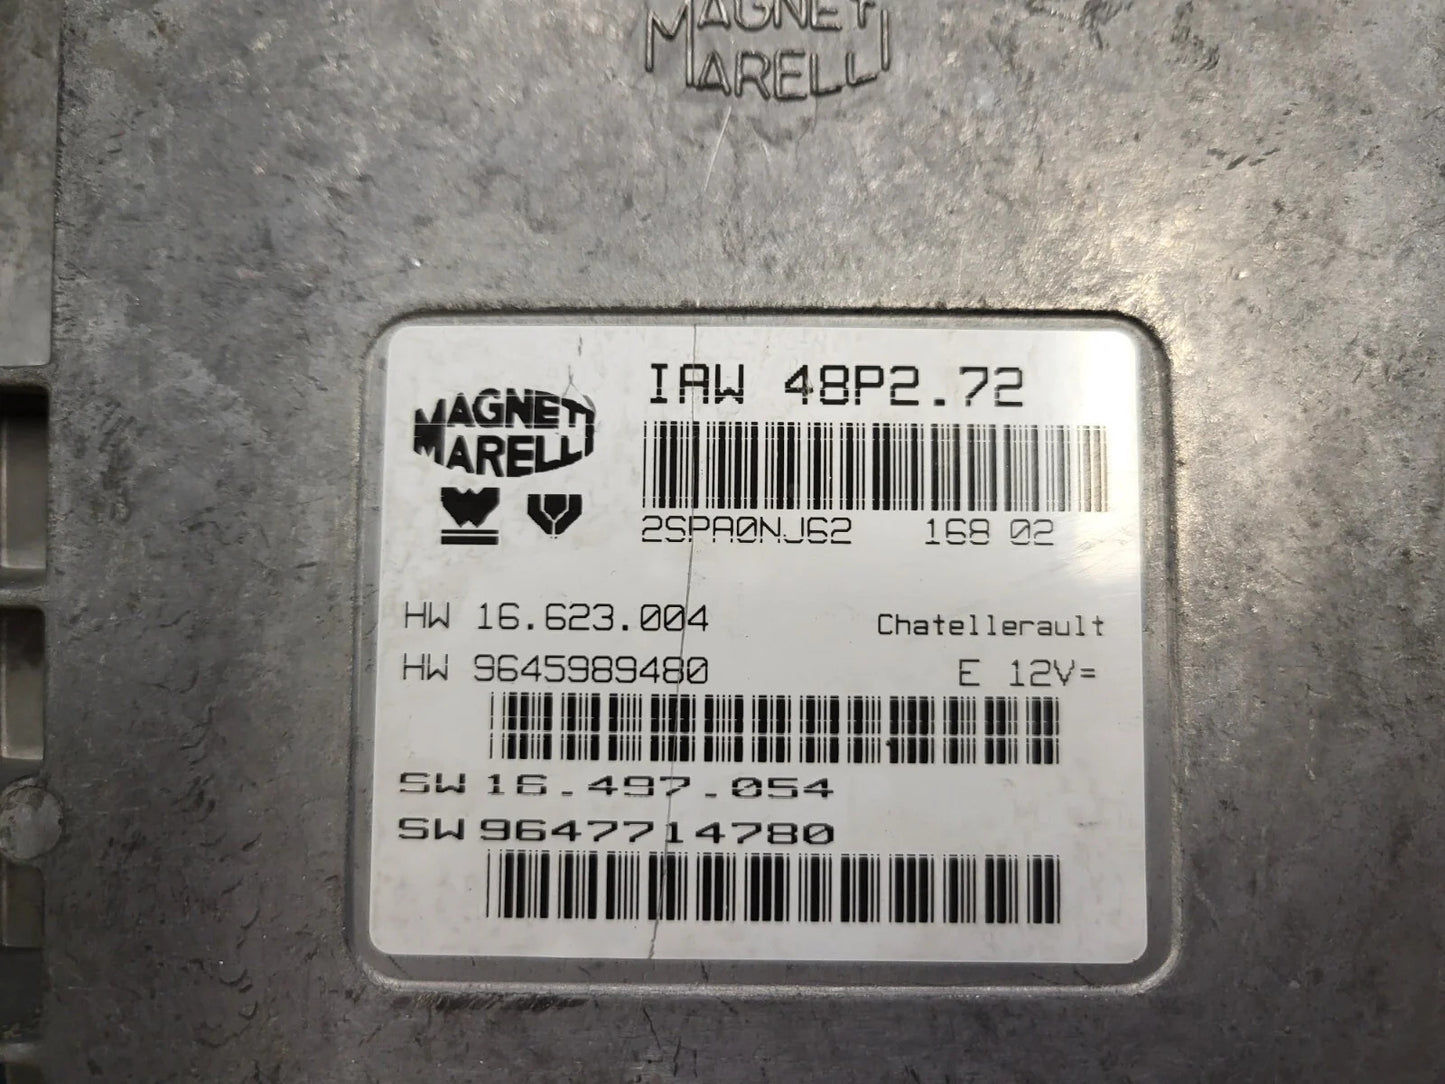 MAGNETI
MARELLI
MAGNETI
MARELLI
IAW 48P2.72
2SPA0NJ62 168 02
HW 16.623.004 Chatellerault
HW 9645989480 E 12V=
SW 16.497.054
SW 9647714780